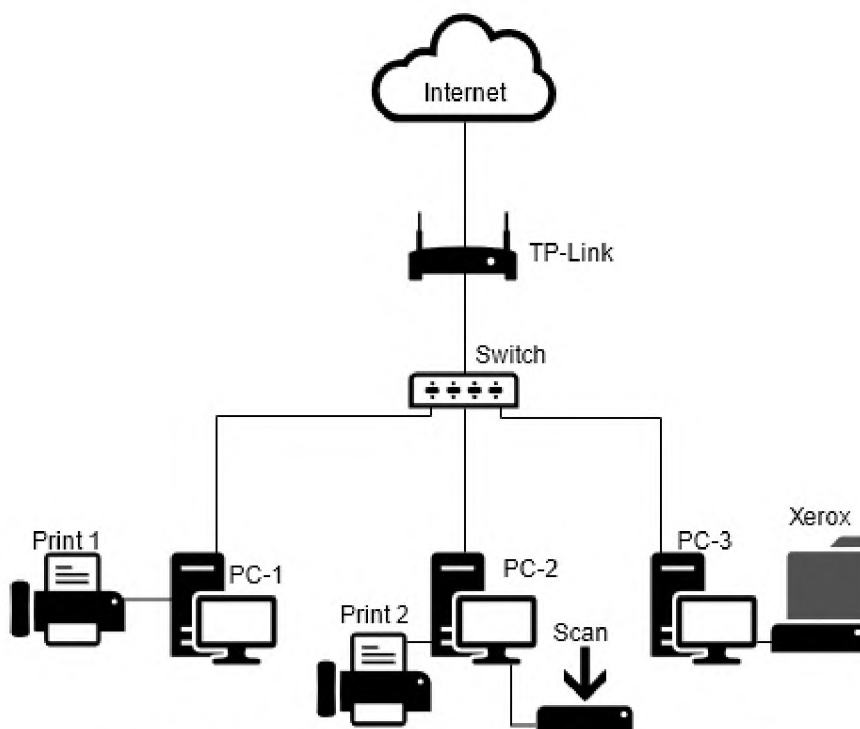 Internet
TP-Link
Switch
Print 1
PC-1
Print 2
PC-2
Scan
PC-3
Xerox